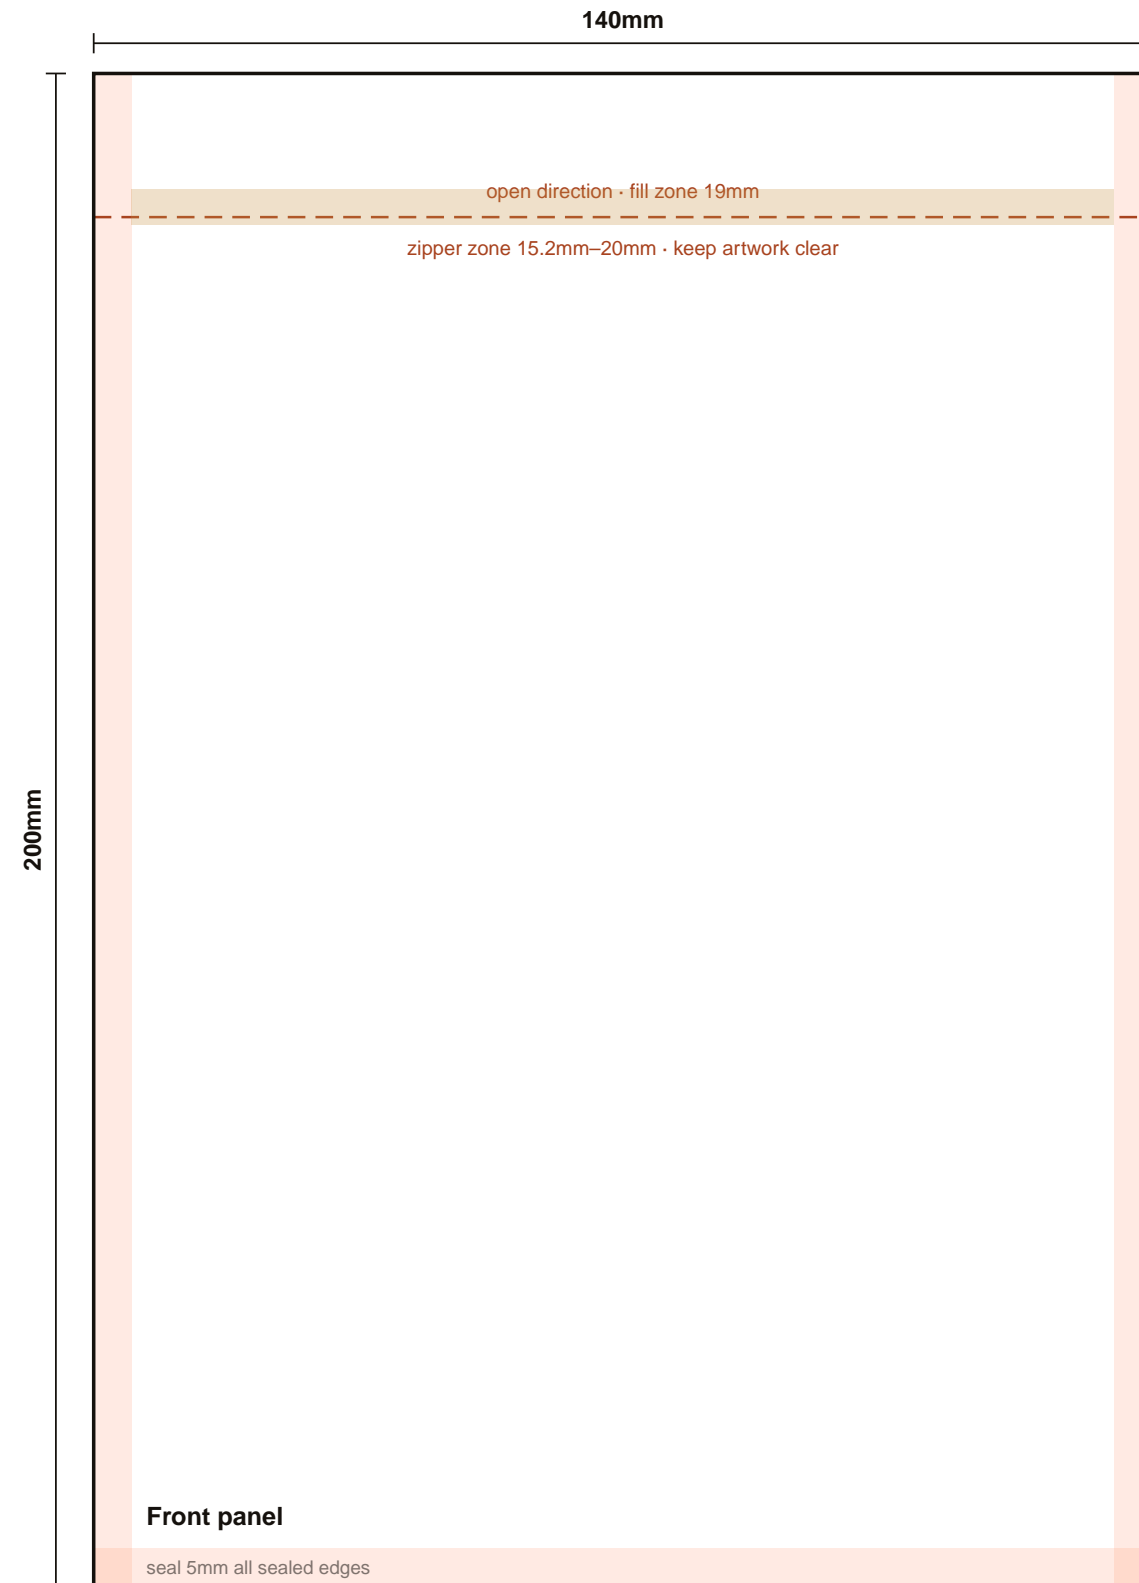 140mm
open direction · fill zone 19mm
zipper zone 15.2mm–20mm · keep artwork clear
200mm
Front panel
seal 5mm all sealed edges